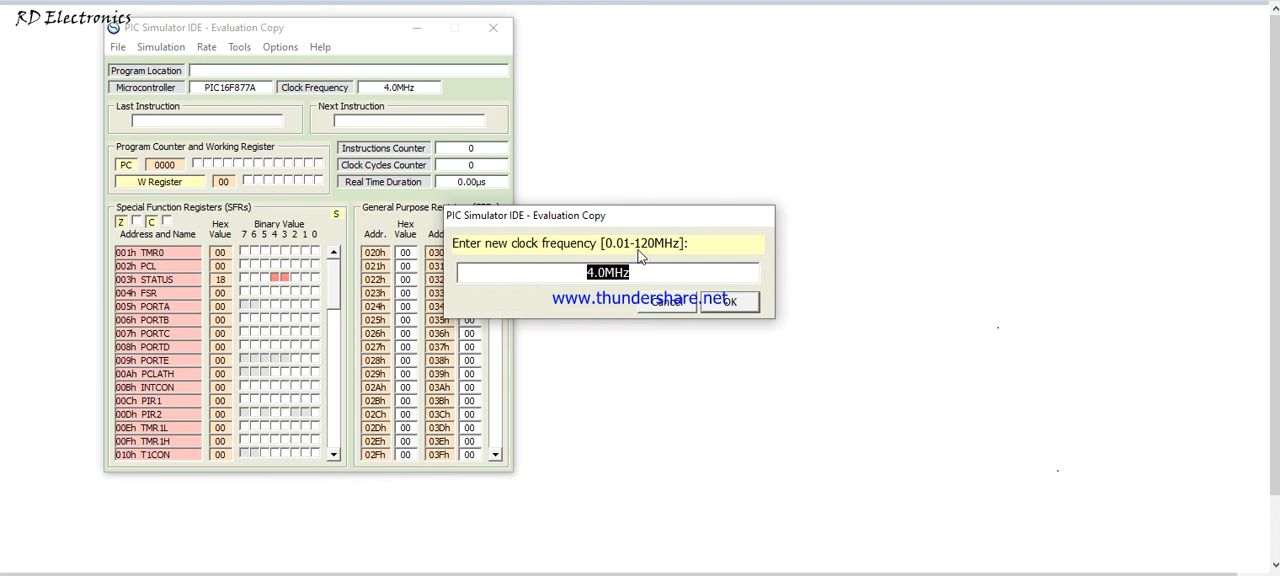 RD Electronics
PIC Simulator IDE - Evaluation Copy
File Simulation Rate Tools Options Help
Program Location
Microcontroller PIC16F877A Clock Frequency 4.0MHz
Last Instruction Next Instruction
Program Counter and Working Register
PC 0000
W Register 00
Instructions Counter 0
Clock Cycles Counter 0
Real Time Duration 0.00µs
Special Function Registers (SFRs)
Z C S
Address and Name Hex Value Binary Value 7 6 5 4 3 2 1 0
001h TMR0 00
002h PCL 00
003h STATUS 18
004h FSR 00
005h PORTA 00
006h PORTB 00
007h PORTC 00
008h PORTD 00
009h PORTE 00
00Ah PCLATH 00
00Bh INTCON 00
00Ch PIR1 00
00Dh PIR2 00
00Eh TMR1L 00
00Fh TMR1H 00
010h T1CON 00
General Purpose
Addr. Hex Value
020h 00
021h 00
022h 00
023h 00
024h 00
025h 00
026h 00 036h 00
027h 00 037h 00
028h 00 038h 00
029h 00 039h 00
02Ah 00 03Ah 00
02Bh 00 03Bh 00
02Ch 00 03Ch 00
02Dh 00 03Dh 00
02Eh 00 03Eh 00
02Fh 00 03Fh 00
PIC Simulator IDE - Evaluation Copy
Enter new clock frequency [0.01-120MHz]:
4.0MHz
www.thundershare.net
Cancel OK